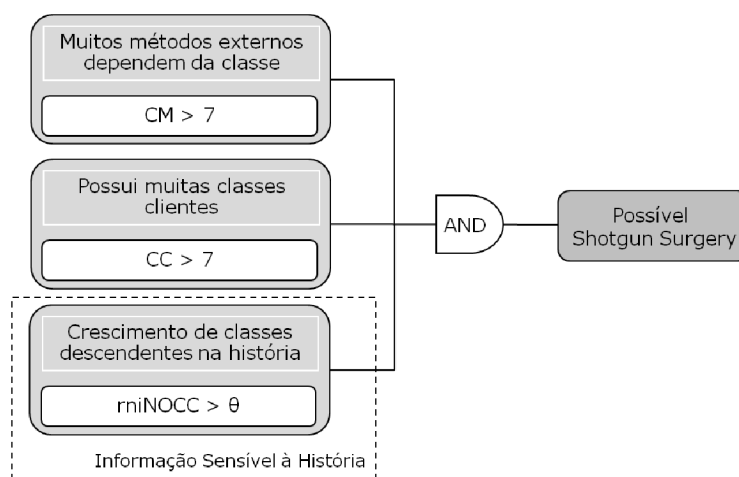 Muitos métodos externos
dependem da classe
CM > 7
Possui muitas classes
clientes
CC > 7
Crescimento de classes
descendentes na história
rniNOCC > θ
Informação Sensível à História
AND
Possível
Shotgun Surgery